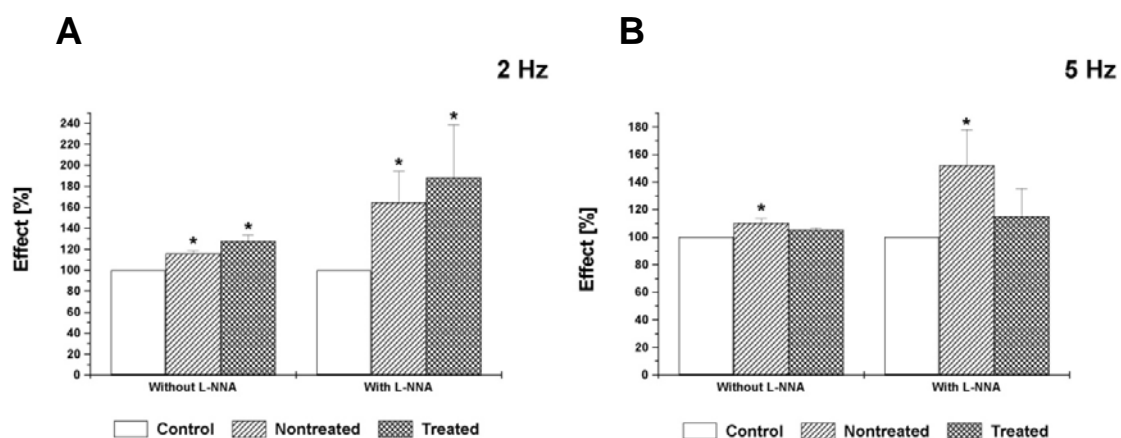 A
2 Hz
Effect [%]
240
220
200
180
160
140
120
100
80
60
40
20
0
*
*
*
*
Without L-NNA
With L-NNA
Control
Nontreated
Treated
B
5 Hz
Effect [%]
180
160
140
120
100
80
60
40
20
0
*
*
Without L-NNA
With L-NNA
Control
Nontreated
Treated